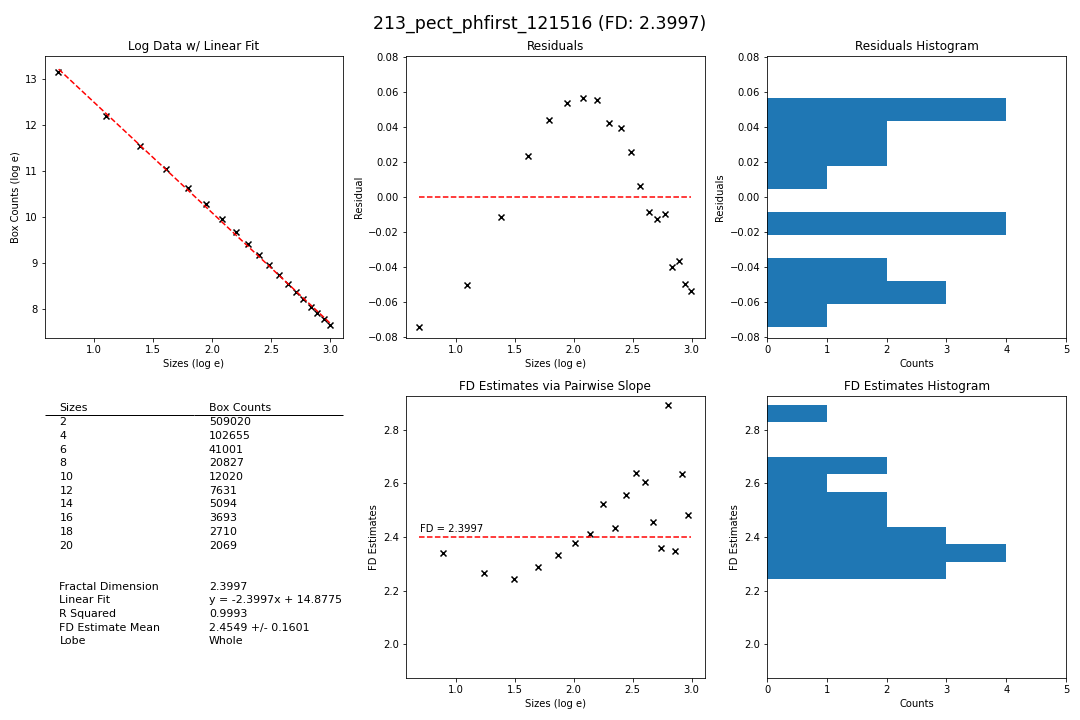 213_pect_phfirst_121516 (FD: 2.3997)
Log Data w/ Linear Fit
Box Counts (log e)
13
12
11
10
9
8
1.0 1.5 2.0 2.5 3.0
Sizes (log e)
Residuals
Residual
0.08
0.06
0.04
0.02
0.00
−0.02
−0.04
−0.06
−0.08
1.0 1.5 2.0 2.5 3.0
Sizes (log e)
Residuals Histogram
Residuals
0.08
0.06
0.04
0.02
0.00
−0.02
−0.04
−0.06
−0.08
0 1 2 3 4 5
Counts
Sizes Box Counts
2 509020
4 102655
6 41001
8 20827
10 12020
12 7631
14 5094
16 3693
18 2710
20 2069
Fractal Dimension 2.3997
Linear Fit y = -2.3997x + 14.8775
R Squared 0.9993
FD Estimate Mean 2.4549 +/- 0.1601
Lobe Whole
FD Estimates via Pairwise Slope
FD Estimates
2.8
2.6
2.4
2.2
2.0
FD = 2.3997
1.0 1.5 2.0 2.5 3.0
Sizes (log e)
FD Estimates Histogram
FD Estimates
2.8
2.6
2.4
2.2
2.0
0 1 2 3 4 5
Counts